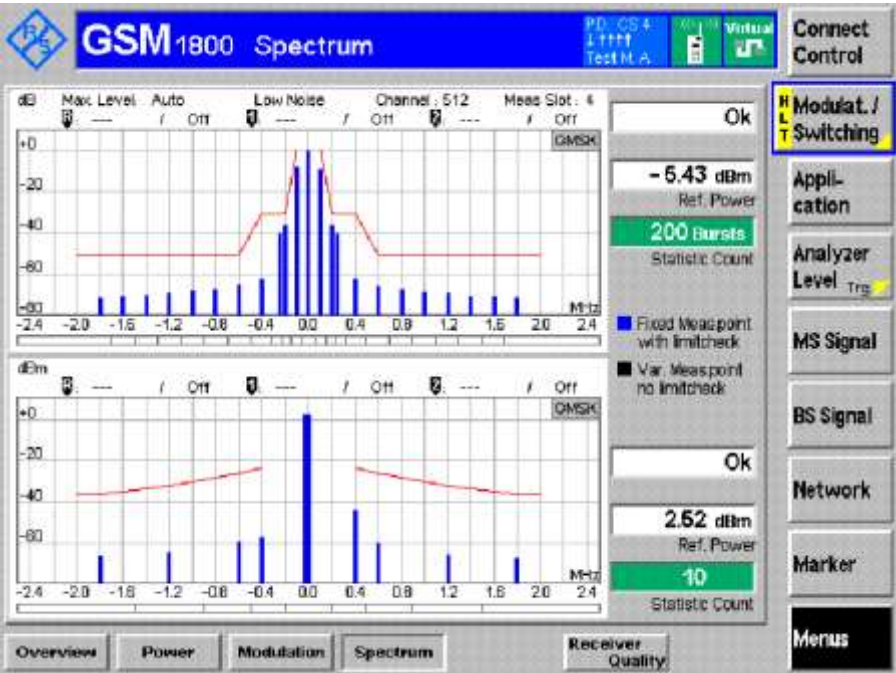 GSM 1800 Spectrum
PD. CS4
Test M. A
Virtual
Connect Control
dB Max. Level Auto Low Noise Channel : 512 Meas Slot : 4
--- / Off --- / Off --- / Off
GMSK
+0
-20
-40
-60
-80
MHz
-2.4 -2.0 -1.6 -1.2 -0.8 -0.4 0.0 0.4 0.8 1.2 1.6 2.0 2.4
Ok
- 5.43 dBm
Ref. Power
200 Bursts
Statistic Count
Fixed Meas.point
with limitcheck
Var. Meas.point
no limitcheck
dBm
--- / Off --- / Off --- / Off
GMSK
+0
-20
-40
-60
MHz
-2.4 -2.0 -1.6 -1.2 -0.8 -0.4 0.0 0.4 0.8 1.2 1.6 2.0 2.4
Ok
2.52 dBm
Ref. Power
10
Statistic Count
HLT
Modulat. /
Switching
Appli-
cation
Analyzer
Level Trg
MS Signal
BS Signal
Network
Marker
Menus
Overview Power Modulation Spectrum Receiver
Quality